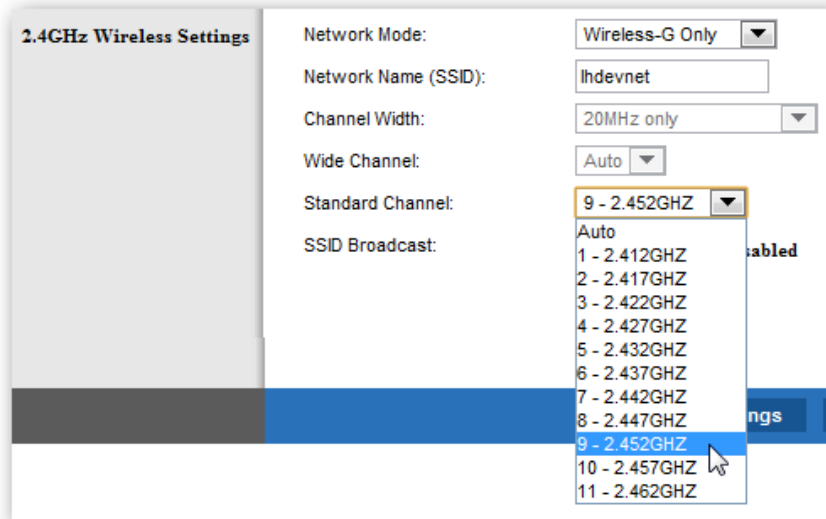 2.4GHz Wireless Settings
Network Mode: Wireless-G Only
Network Name (SSID): lhdevnet
Channel Width: 20MHz only
Wide Channel: Auto
Standard Channel: 9 - 2.452GHZ
SSID Broadcast:
Auto
1 - 2.412GHZ
2 - 2.417GHZ
3 - 2.422GHZ
4 - 2.427GHZ
5 - 2.432GHZ
6 - 2.437GHZ
7 - 2.442GHZ
8 - 2.447GHZ
9 - 2.452GHZ
10 - 2.457GHZ
11 - 2.462GHZ